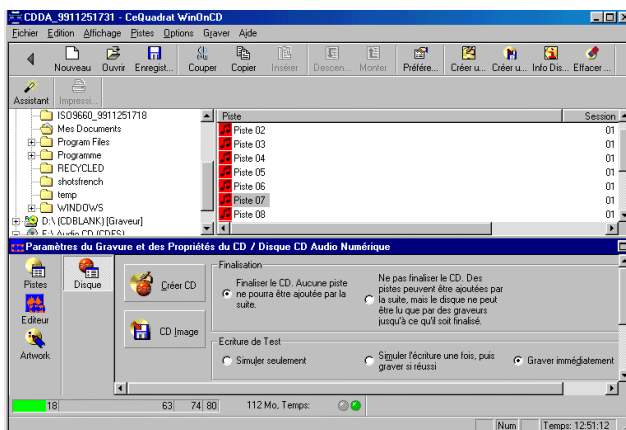 CDDA_9911251731 - CeQuadrat WinOnCD
Fichier Edition Affichage Pistes Options Graver Aide
Nouveau Ouvrir Enregist... Couper Copier Insérer Descen... Monter Préfére... Créer u... Créer u... Info Dis... Effacer ...
Assistant Impressi...
ISO9660_9911251718
Mes Documents
Program Files
Programme
RECYCLED
shotsfrench
temp
WINDOWS
D:\ (CDBLANK) [Graveur]
E:\ Audio CD (CDFS)
Piste Session
Piste 02 01
Piste 03 01
Piste 04 01
Piste 05 01
Piste 06 01
Piste 07 01
Piste 08 01
Paramètres du Gravure et des Propriétés du CD / Disque CD Audio Numérique
Pistes
Editeur
Artwork
Disque
Créer CD
CD Image
Finalisation
Finaliser le CD. Aucune piste
ne pourra être ajoutée par la
suite.
Ne pas finaliser le CD. Des
pistes peuvent être ajoutées par
la suite, mais le disque ne peut
être lu que par des graveurs
jusqu'à ce qu'il soit finalisé.
Ecriture de Test
Simuler seulement
Simuler l'écriture une fois, puis
graver si réussi
Graver immédiatement
18 63 74 80 112 Mo, Temps:
Num Temps: 12:51:12